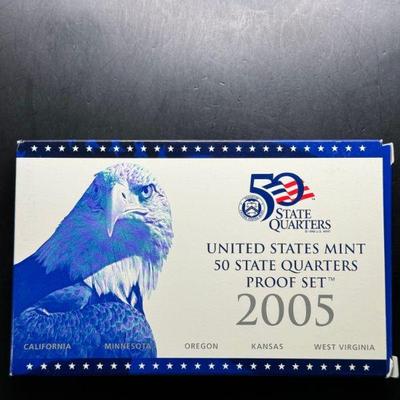 50
STATE
QUARTERS
UNITED STATES MINT
50 STATE QUARTERS
PROOF SET™
2005
CALIFORNIA MINNESOTA OREGON KANSAS WEST VIRGINIA